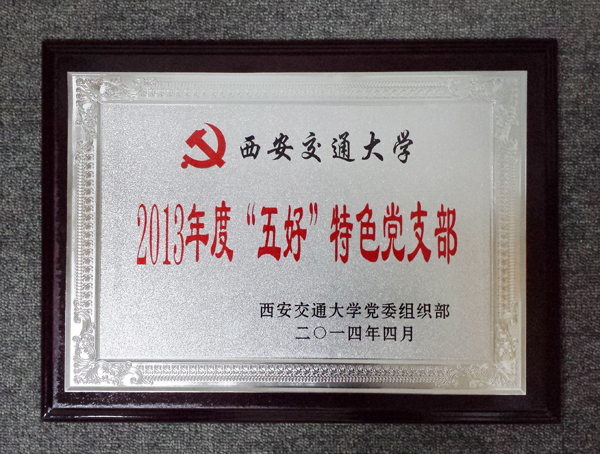 西安交通大学
2013年度“五好”特色党支部
西安交通大学党委组织部
二〇一四年四月